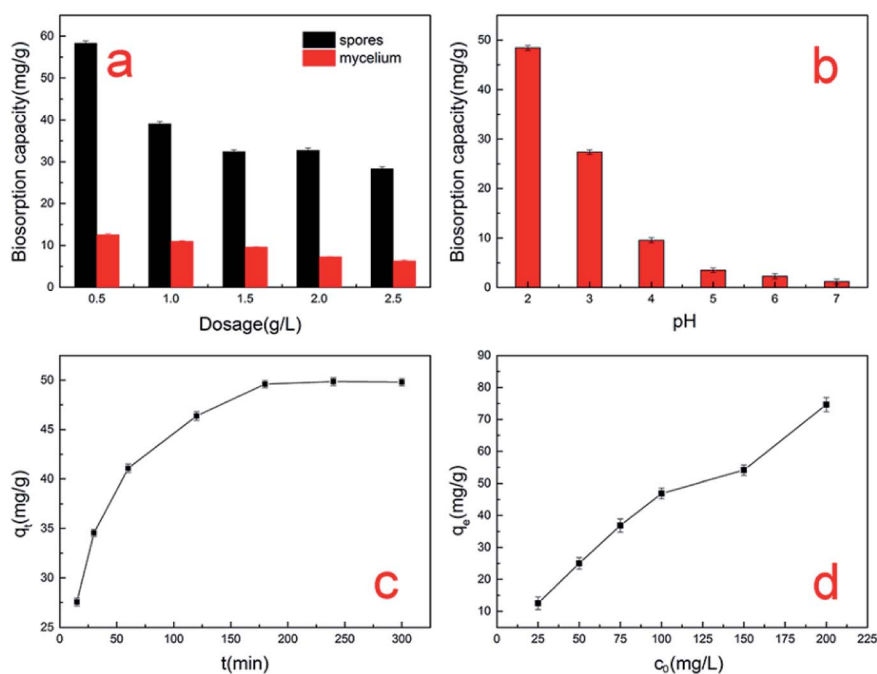 a
spores
mycelium
Biosorption capacity(mg/g)
60
50
40
30
20
10
0
0.5 1.0 1.5 2.0 2.5
Dosage(g/L)
b
Biosorption capacity(mg/g)
50
40
30
20
10
0
2 3 4 5 6 7
pH
c
qt(mg/g)
55
50
45
40
35
30
25
0 50 100 150 200 250 300
t(min)
d
qe(mg/g)
90
80
70
60
50
40
30
20
10
25 50 75 100 125 150 175 200 225
c0(mg/L)